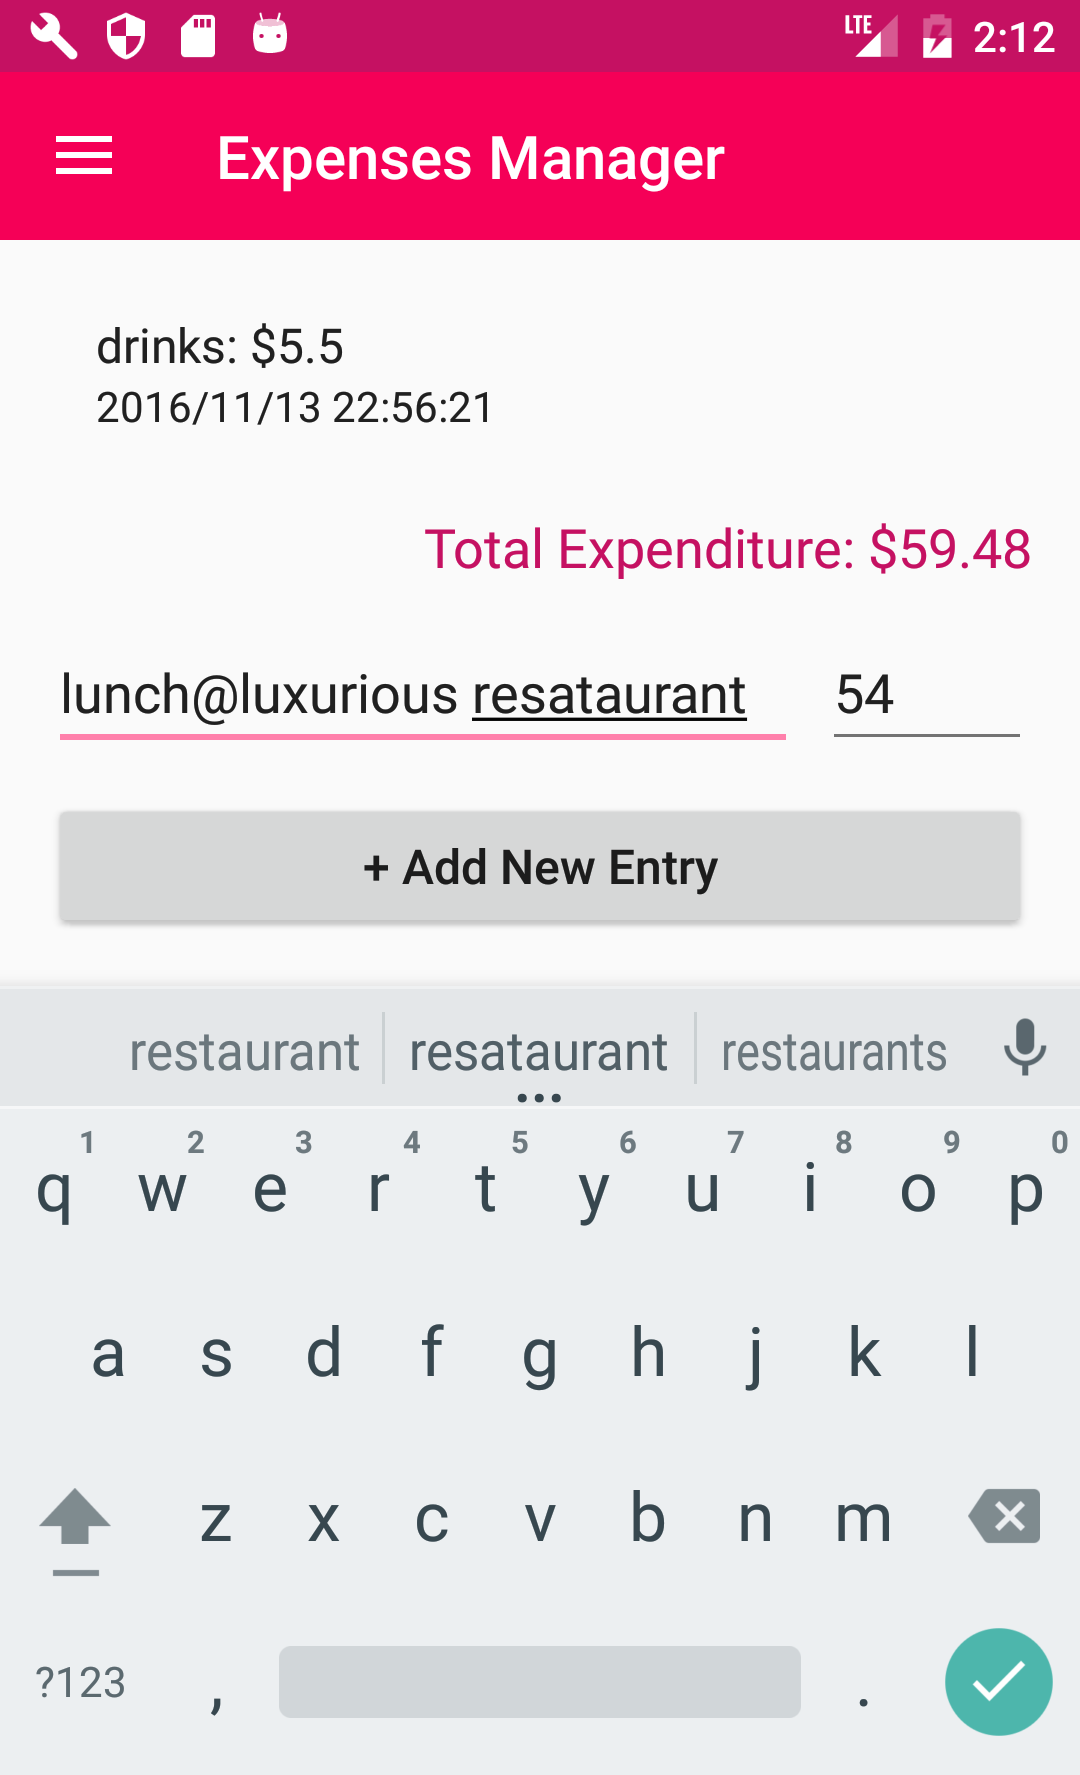 LTE 2:12
Expenses Manager
drinks: $5.5
2016/11/13 22:56:21
Total Expenditure: $59.48
lunch@luxurious resataurant 54
+ Add New Entry
restaurant resataurant restaurants
1 2 3 4 5 6 7 8 9 0
q w e r t y u i o p
a s d f g h j k l
z x c v b n m
?123 , .